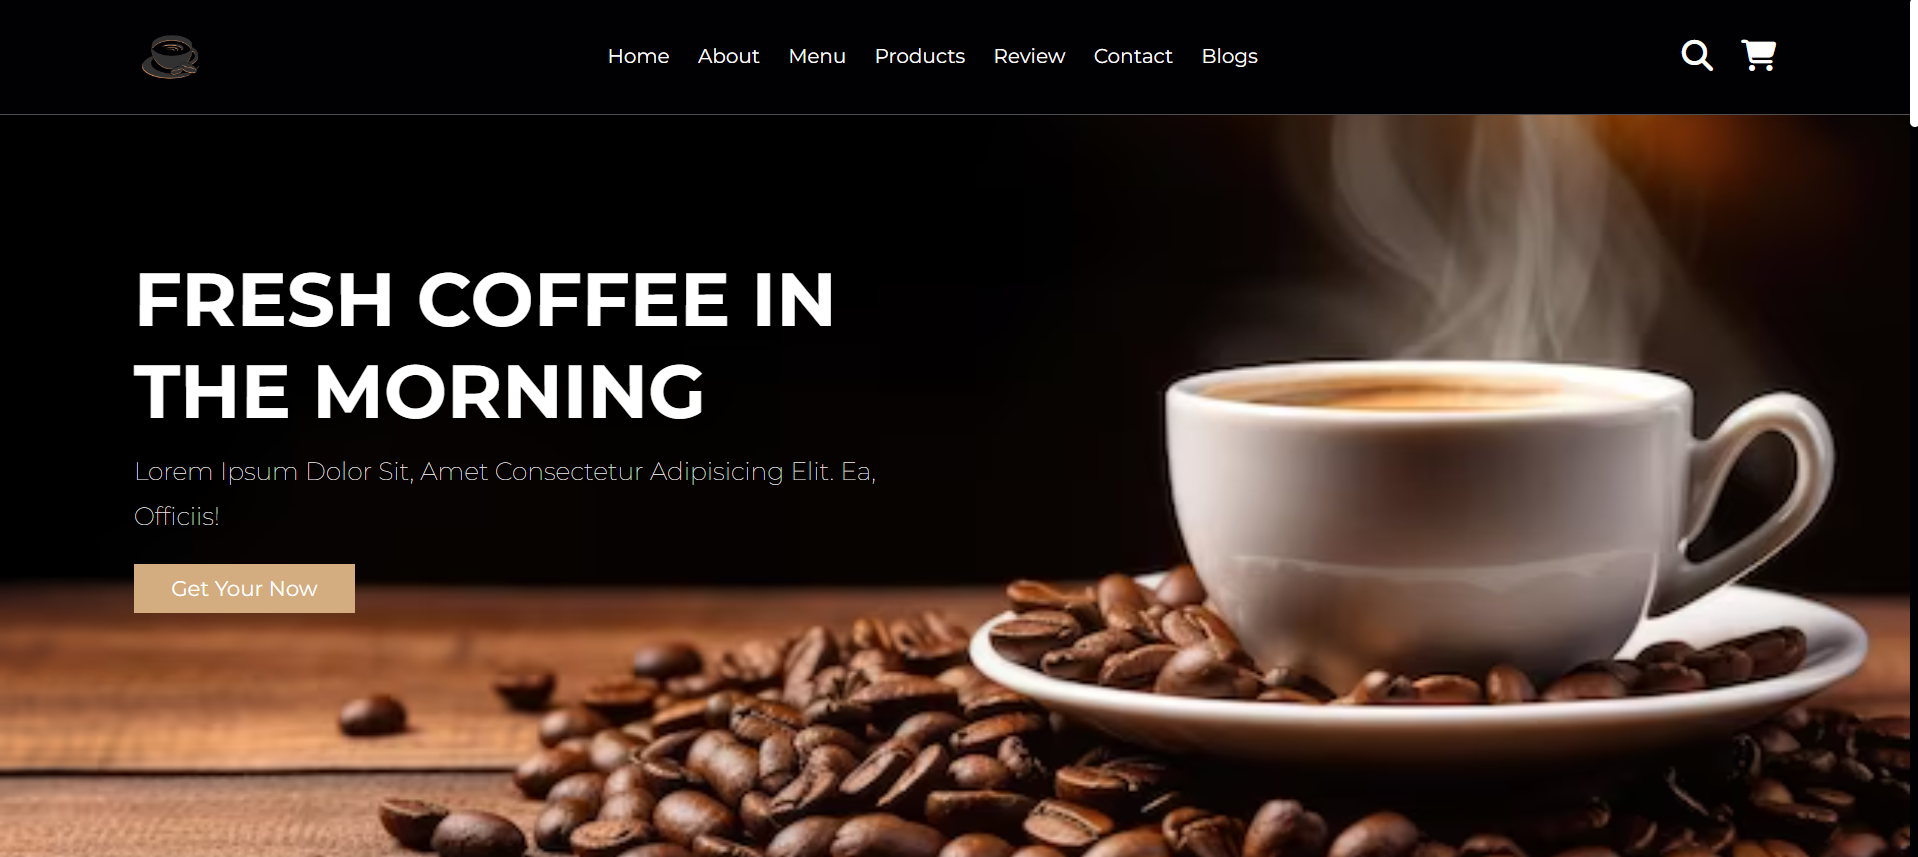 Home About Menu Products Review Contact Blogs
FRESH COFFEE IN
THE MORNING
Lorem Ipsum Dolor Sit, Amet Consectetur Adipisicing Elit. Ea,
Officiis!
Get Your Now